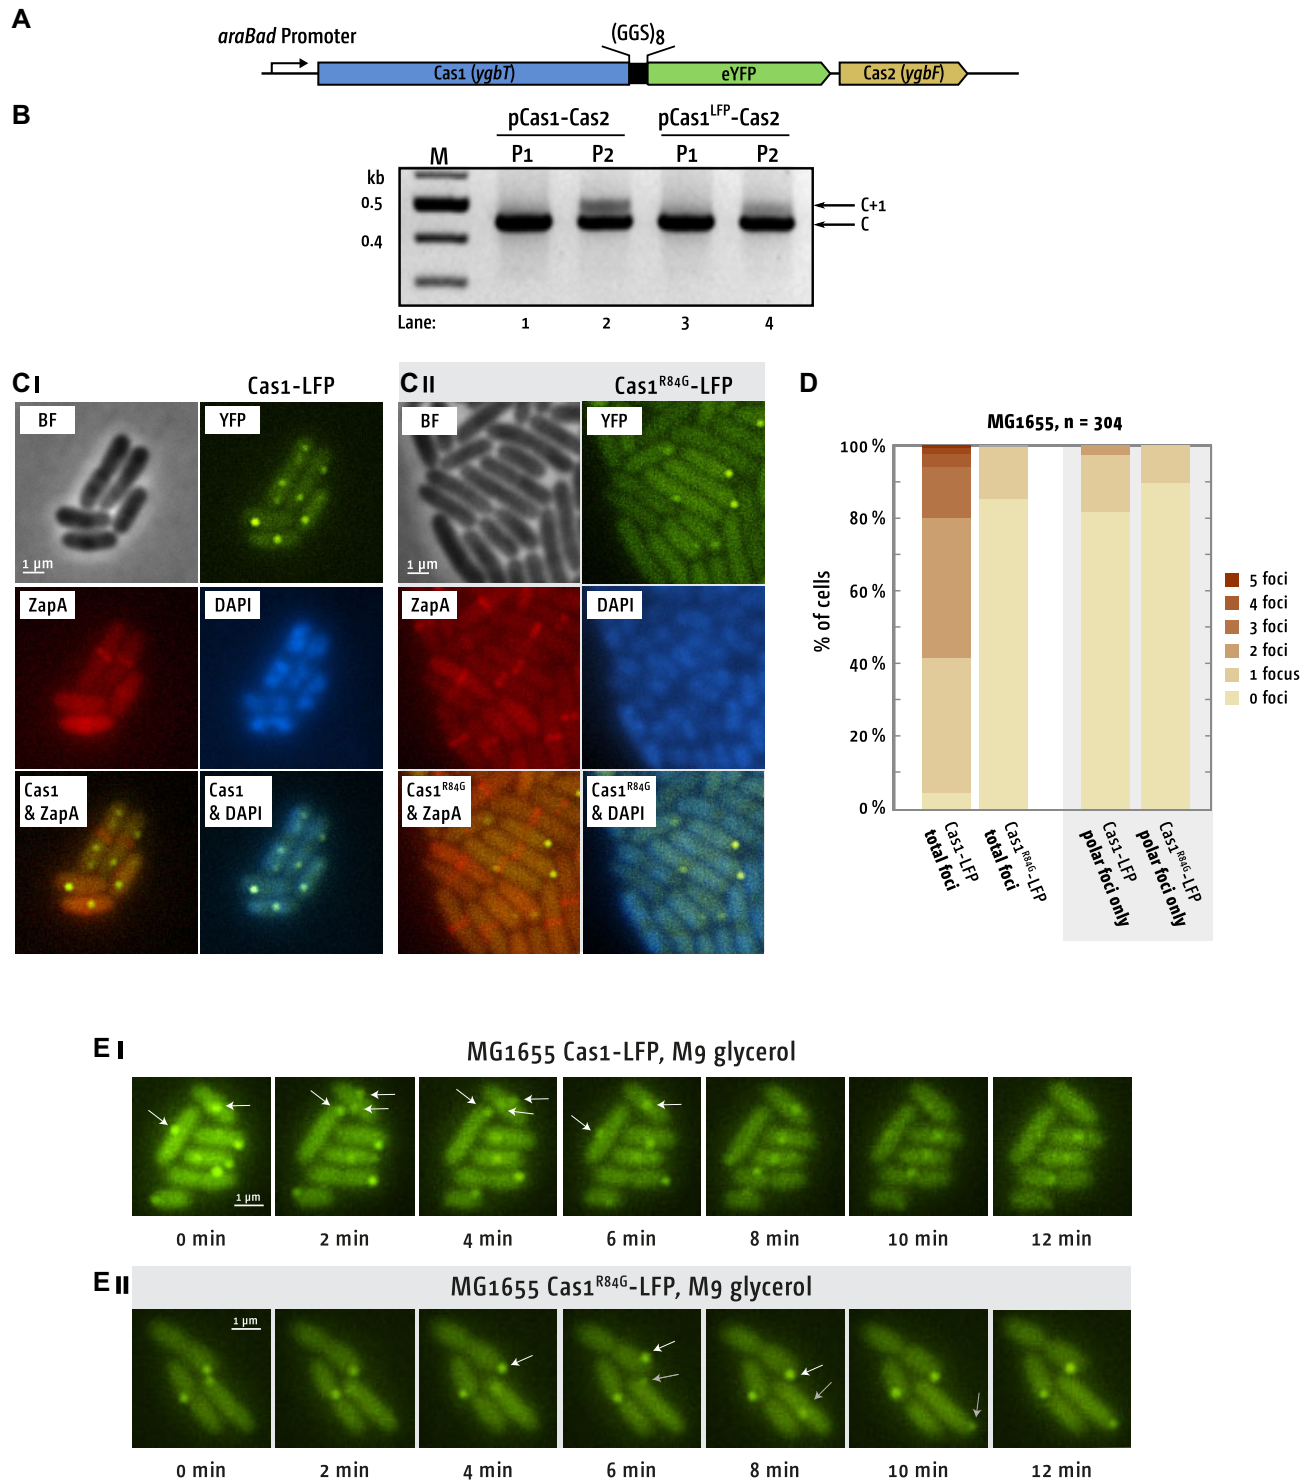 A
araBad Promoter
(GGS)8
Cas1 (ygbT)
eYFP
Cas2 (ygbF)
B
pCas1-Cas2
pCas1LFP-Cas2
M
P1
P2
P1
P2
kb
0.5
0.4
C+1
C
Lane:
1
2
3
4
C I
Cas1-LFP
BF
YFP
1 µm
ZapA
DAPI
Cas1
& ZapA
Cas1
& DAPI
C II
Cas1R84G-LFP
BF
YFP
1 µm
ZapA
DAPI
Cas1R84G
& ZapA
Cas1R84G
& DAPI
D
MG1655, n = 304
100 %
80 %
60 %
40 %
20 %
0 %
% of cells
Cas1-LFP
total foci
Cas1R84G-LFP
total foci
Cas1-LFP
polar foci only
Cas1R84G-LFP
polar foci only
5 foci
4 foci
3 foci
2 foci
1 focus
0 foci
E I
MG1655 Cas1-LFP, M9 glycerol
1 µm
0 min
2 min
4 min
6 min
8 min
10 min
12 min
E II
MG1655 Cas1R84G-LFP, M9 glycerol
1 µm
0 min
2 min
4 min
6 min
8 min
10 min
12 min